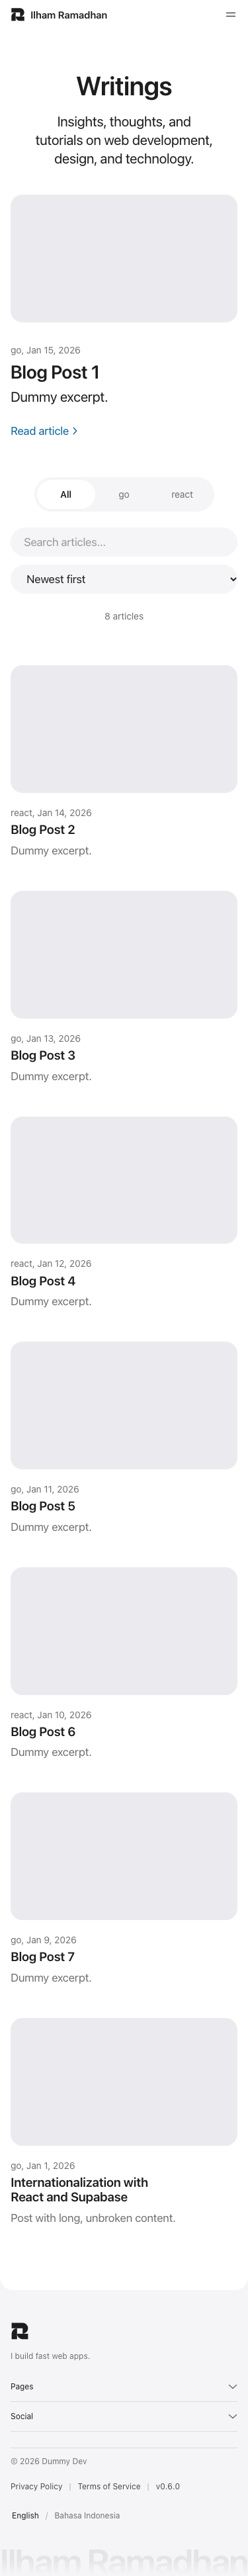 Ilham Ramadhan
Writings
Insights, thoughts, and
tutorials on web development,
design, and technology.
go, Jan 15, 2026
Blog Post 1
Dummy excerpt.
Read article
All
go
react
Search articles...
Newest first
8 articles
react, Jan 14, 2026
Blog Post 2
Dummy excerpt.
go, Jan 13, 2026
Blog Post 3
Dummy excerpt.
react, Jan 12, 2026
Blog Post 4
Dummy excerpt.
go, Jan 11, 2026
Blog Post 5
Dummy excerpt.
react, Jan 10, 2026
Blog Post 6
Dummy excerpt.
go, Jan 9, 2026
Blog Post 7
Dummy excerpt.
go, Jan 1, 2026
Internationalization with
React and Supabase
Post with long, unbroken content.
I build fast web apps.
Pages
Social
© 2026 Dummy Dev
Privacy Policy | Terms of Service | v0.6.0
English / Bahasa Indonesia
Ilham Ramadhan